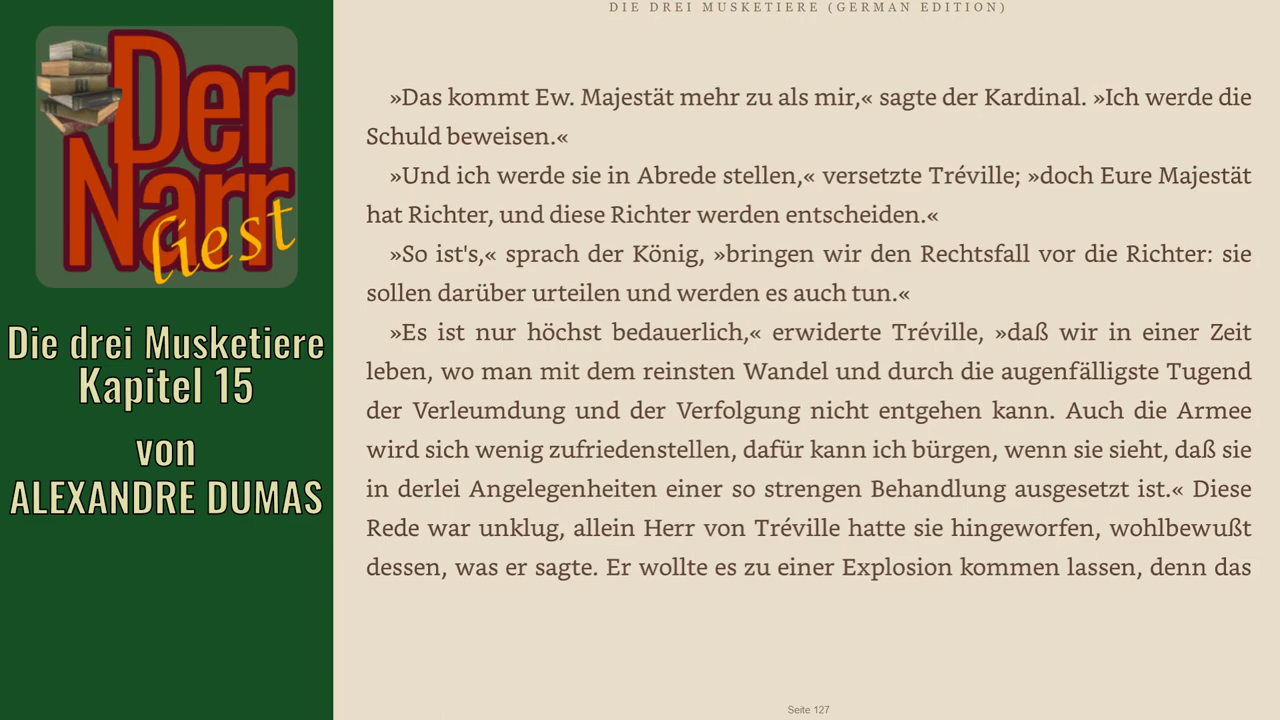 Der
Narr
liest
Die drei Musketiere
Kapitel 15
von
ALEXANDRE DUMAS
DIE DREI MUSKETIERE (GERMAN EDITION)
»Das kommt Ew. Majestät mehr zu als mir,« sagte der Kardinal. »Ich werde die
Schuld beweisen.«
»Und ich werde sie in Abrede stellen,« versetzte Tréville; »doch Eure Majestät
hat Richter, und diese Richter werden entscheiden.«
»So ist's,« sprach der König, »bringen wir den Rechtsfall vor die Richter: sie
sollen darüber urteilen und werden es auch tun.«
»Es ist nur höchst bedauerlich,« erwiderte Tréville, »daß wir in einer Zeit
leben, wo man mit dem reinsten Wandel und durch die augenfälligste Tugend
der Verleumdung und der Verfolgung nicht entgehen kann. Auch die Armee
wird sich wenig zufriedenstellen, dafür kann ich bürgen, wenn sie sieht, daß sie
in derlei Angelegenheiten einer so strengen Behandlung ausgesetzt ist.« Diese
Rede war unklug, allein Herr von Tréville hatte sie hingeworfen, wohlbewußt
dessen, was er sagte. Er wollte es zu einer Explosion kommen lassen, denn das
Seite 127